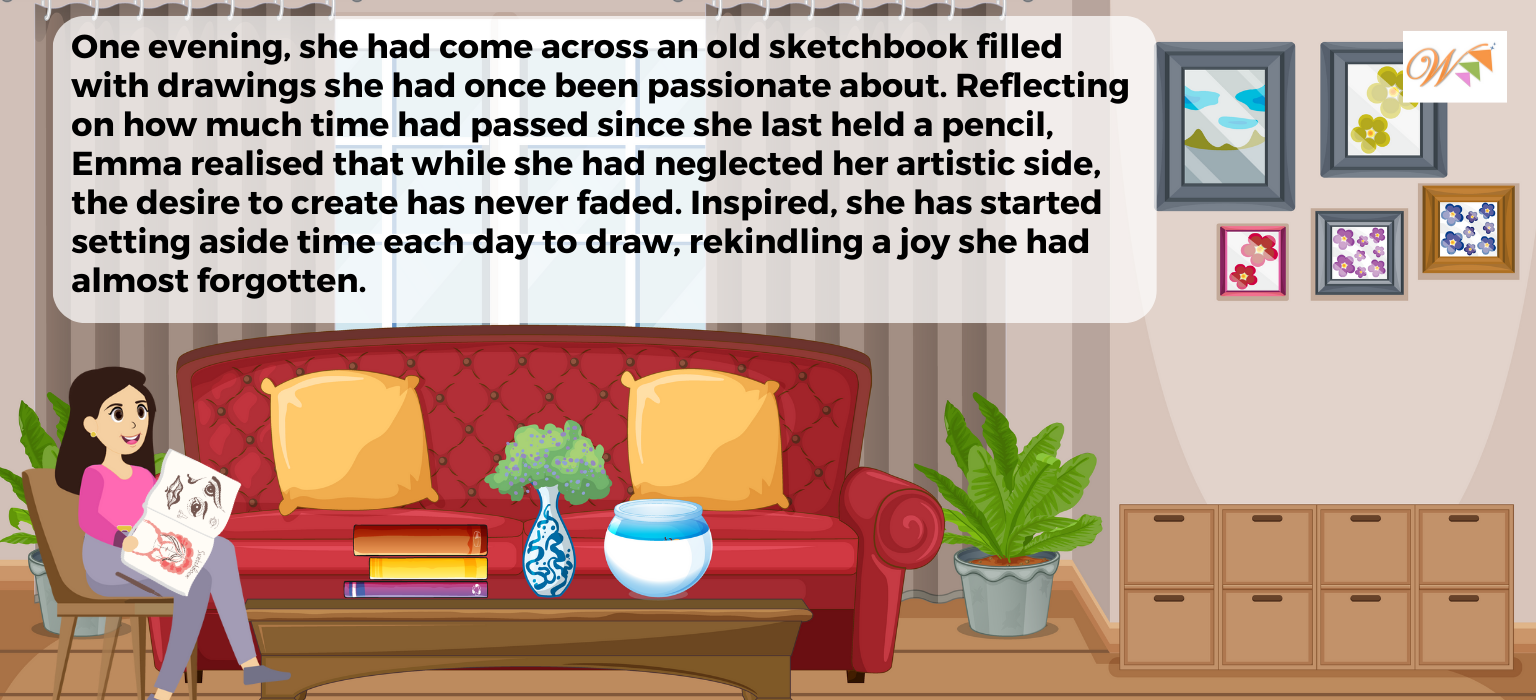 One evening, she had come across an old sketchbook filled
with drawings she had once been passionate about. Reflecting
on how much time had passed since she last held a pencil,
Emma realised that while she had neglected her artistic side,
the desire to create has never faded. Inspired, she has started
setting aside time each day to draw, rekindling a joy she had
almost forgotten.
W
Sketchbook